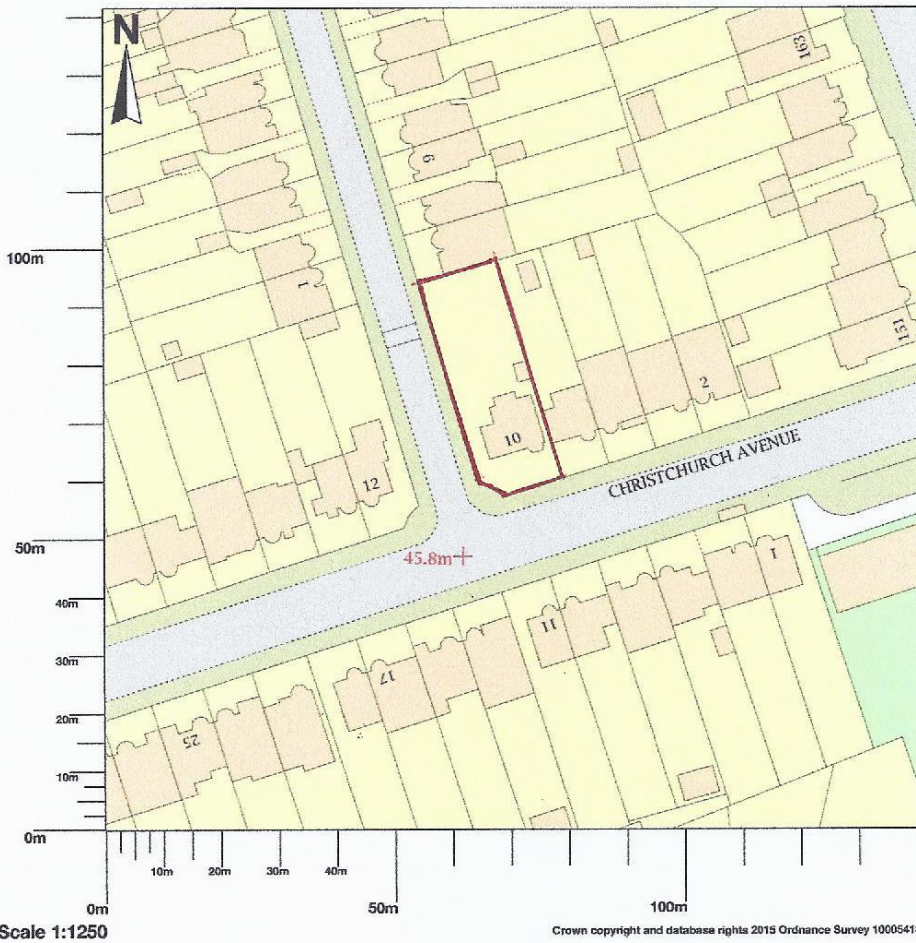 N
163
9
1
100m
151
2
10
CHRISTCHURCH AVENUE
12
50m
45.8m
1
40m
11
30m
17
20m
25
10m
0m
10m
20m
30m
40m
0m
50m
100m
Scale 1:1250
Crown copyright and database rights 2015 Ordnance Survey